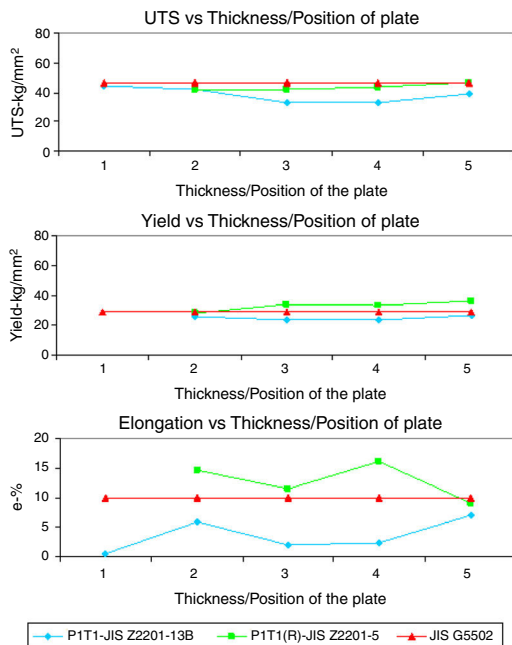 UTS vs Thickness/Position of plate
UTS-kg/mm²
80
60
40
20
0
1 2 3 4 5
Thickness/Position of the plate
Yield vs Thickness/Position of plate
Yield-kg/mm²
80
60
40
20
0
1 2 3 4 5
Thickness/Position of the plate
Elongation vs Thickness/Position of plate
e-%
20
15
10
5
0
1 2 3 4 5
Thickness/Position of the plate
P1T1-JIS Z2201-13B P1T1(R)-JIS Z2201-5 JIS G5502